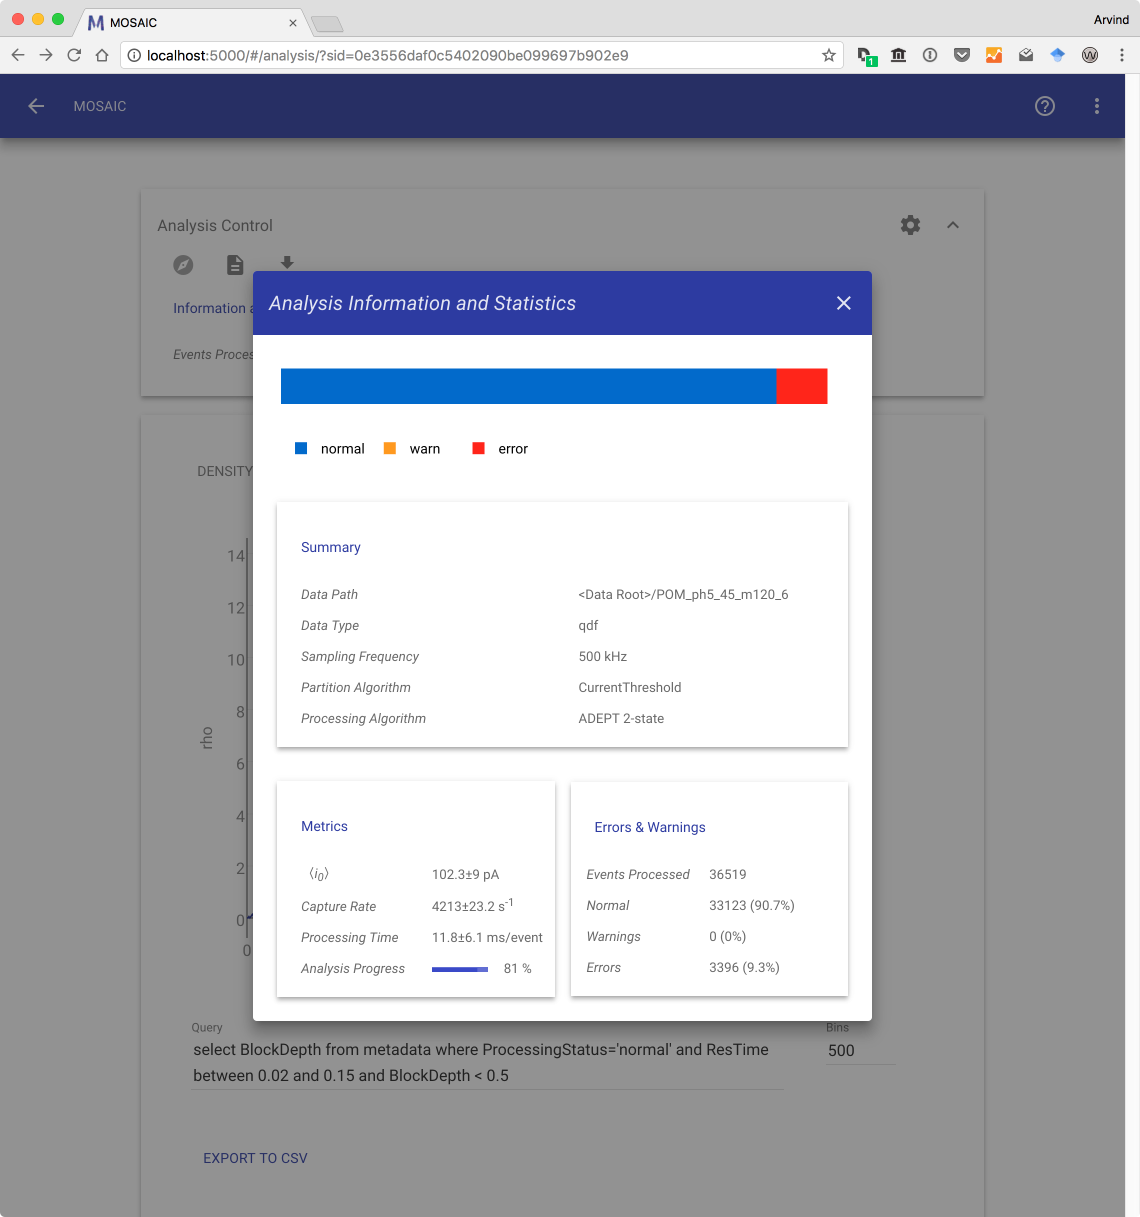 MOSAIC
Arvind
localhost:5000/#/analysis/?sid=0e3556daf0c5402090be099697b902e9
1
MOSAIC
Analysis Control
Information a
Events Proces
Analysis Information and Statistics
normal warn error
Summary
Data Path <Data Root>/POM_ph5_45_m120_6
Data Type qdf
Sampling Frequency 500 kHz
Partition Algorithm CurrentThreshold
Processing Algorithm ADEPT 2-state
Metrics
⟨i0⟩ 102.3±9 pA
Capture Rate 4213±23.2 s-1
Processing Time 11.8±6.1 ms/event
Analysis Progress 81 %
Errors & Warnings
Events Processed 36519
Normal 33123 (90.7%)
Warnings 0 (0%)
Errors 3396 (9.3%)
DENSITY
14
12
10
8
6
4
2
0
0
rho
Query
select BlockDepth from metadata where ProcessingStatus='normal' and ResTime
between 0.02 and 0.15 and BlockDepth < 0.5
Bins
500
EXPORT TO CSV